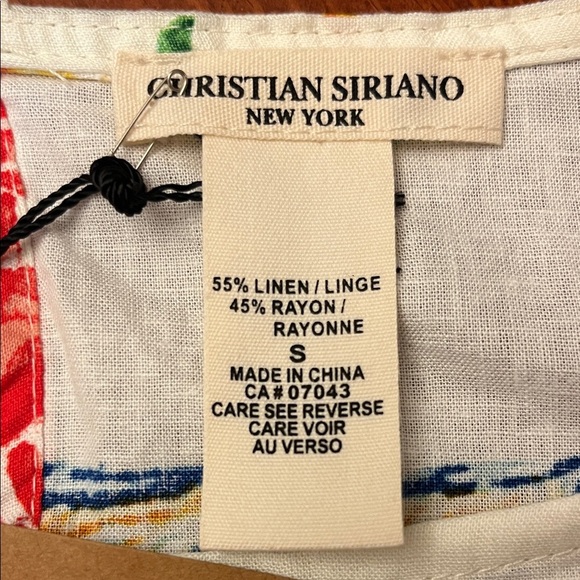 CHRISTIAN SIRIANO
NEW YORK
55% LINEN / LINGE
45% RAYON /
RAYONNE
S
MADE IN CHINA
CA# 07043
CARE SEE REVERSE
CARE VOIR
AU VERSO